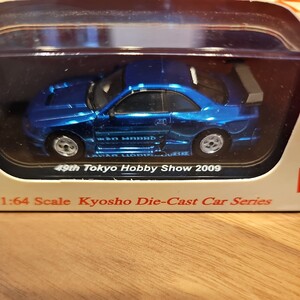 49th Tokyo Hobby Show 2009
1:64 Scale Kyosho Die-Cast Car Series